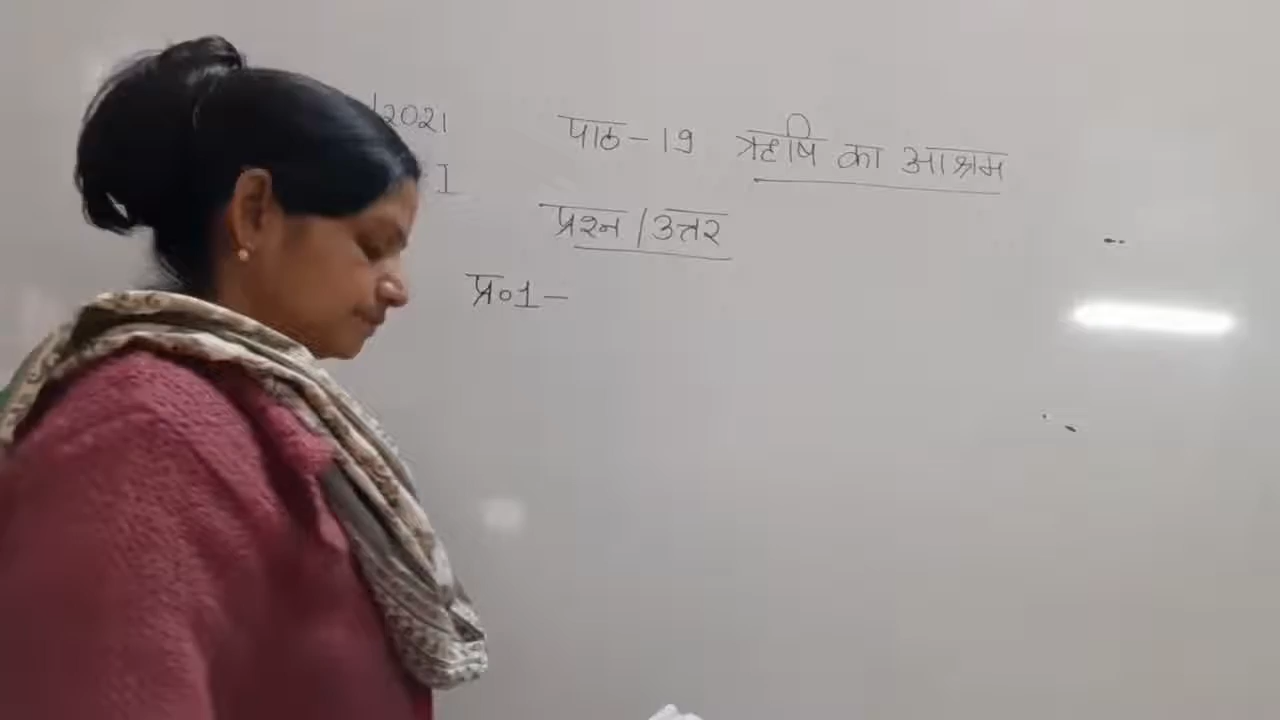 /2021 पाठ-19 ऋषि का आश्रम
I
प्रश्न / उत्तर
प्र०1-